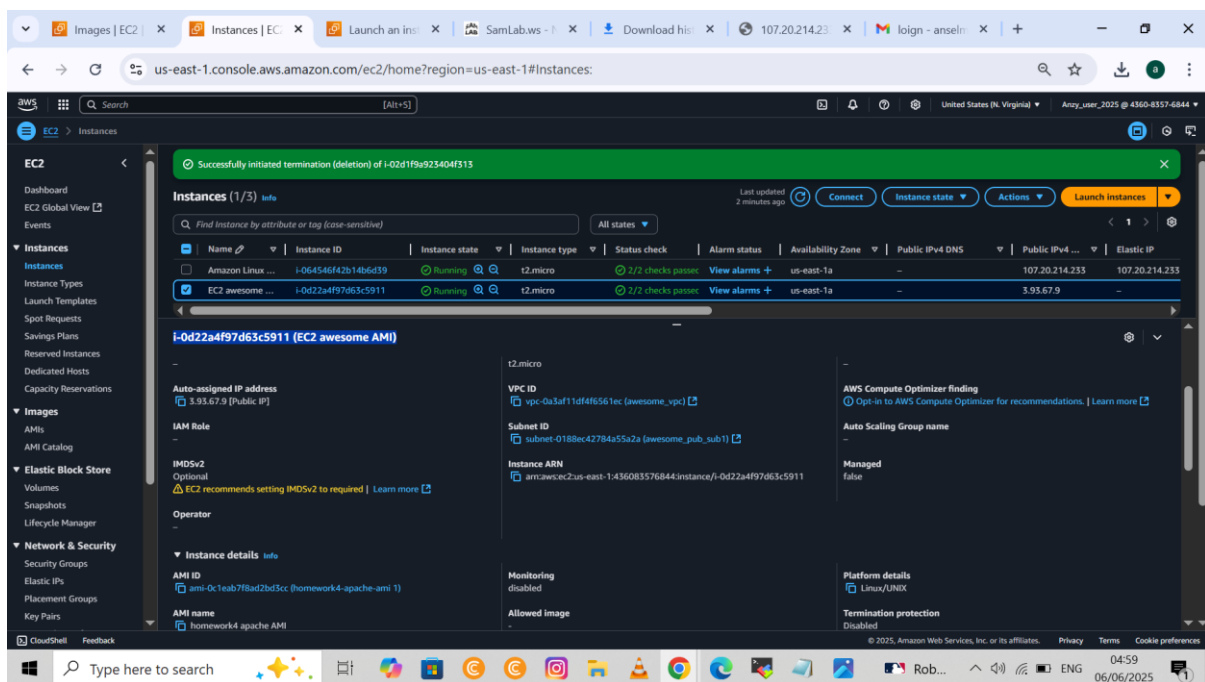 Images | EC2 |
Instances | EC
Launch an ins
SamLab.ws - N
Download his
107.20.214.23
loign - anselm
us-east-1.console.aws.amazon.com/ec2/home?region=us-east-1#Instances:
aws
Search
[Alt+S]
United States (N. Virginia)
Anzy_user_2025 @ 4360-8357-6844
EC2 > Instances
EC2
Dashboard
EC2 Global View
Events
Instances
Instances
Instance Types
Launch Templates
Spot Requests
Savings Plans
Reserved Instances
Dedicated Hosts
Capacity Reservations
Images
AMIs
AMI Catalog
Elastic Block Store
Volumes
Snapshots
Lifecycle Manager
Network & Security
Security Groups
Elastic IPs
Placement Groups
Key Pairs
Successfully initiated termination (deletion) of i-02d1f9a923404f313
Instances (1/3) Info
Last updated
2 minutes ago
Connect
Instance state
Actions
Launch instances
Find Instance by attribute or tag (case-sensitive)
All states
1
Name Instance ID Instance state Instance type Status check Alarm status Availability Zone Public IPv4 DNS Public IPv4 ... Elastic IP
Amazon Linux ... i-064546f42b14b6d39 Running t2.micro 2/2 checks passec View alarms + us-east-1a – 107.20.214.233 107.20.214.233
EC2 awesome ... i-0d22a4f97d63c5911 Running t2.micro 2/2 checks passec View alarms + us-east-1a – 3.93.67.9 –
i-0d22a4f97d63c5911 (EC2 awesome AMI)
– t2.micro –
Auto-assigned IP address
3.93.67.9 [Public IP]
VPC ID
vpc-0a3af11df4f6561ec (awesome_vpc)
AWS Compute Optimizer finding
Opt-in to AWS Compute Optimizer for recommendations. | Learn more
IAM Role
–
Subnet ID
subnet-0188ec42784a55a2a (awesome_pub_sub1)
Auto Scaling Group name
–
IMDSv2
Optional
EC2 recommends setting IMDSv2 to required | Learn more
Instance ARN
arn:aws:ec2:us-east-1:436083576844:instance/i-0d22a4f97d63c5911
Managed
false
Operator
–
Instance details Info
AMI ID
ami-0c1eab7f8ad2bd3cc (homework4-apache-ami 1)
Monitoring
disabled
Platform details
Linux/UNIX
AMI name
homework4 apache AMI
Allowed image
-
Termination protection
Disabled
CloudShell Feedback
© 2025, Amazon Web Services, Inc. or its affiliates. Privacy Terms Cookie preferences
Type here to search
Rob...
ENG
04:59
06/06/2025